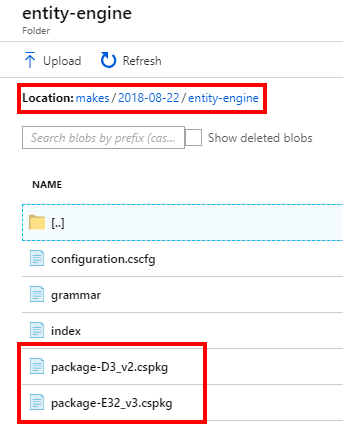 entity-engine
Folder
Upload Refresh
Location: makes / 2018-08-22 / entity-engine
Search blobs by prefix (cas... Show deleted blobs
NAME
[..]
configuration.cscfg
grammar
index
package-D3_v2.cspkg
package-E32_v3.cspkg